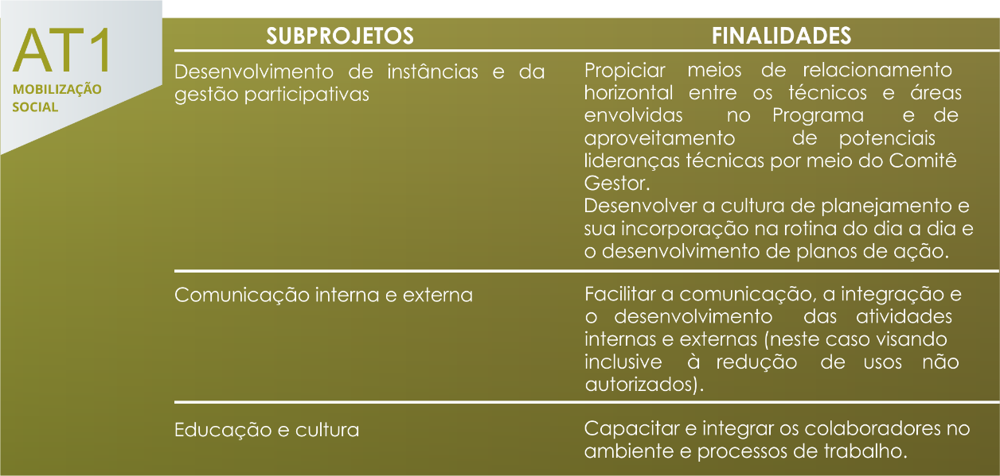 AT1
MOBILIZAÇÃO
SOCIAL
SUBPROJETOS
FINALIDADES
Desenvolvimento de instâncias e da
gestão participativas
Propiciar meios de relacionamento
horizontal entre os técnicos e áreas
envolvidas no Programa e de
aproveitamento de potenciais
lideranças técnicas por meio do Comitê
Gestor.
Desenvolver a cultura de planejamento e
sua incorporação na rotina do dia a dia e
o desenvolvimento de planos de ação.
Comunicação interna e externa
Facilitar a comunicação, a integração e
o desenvolvimento das atividades
internas e externas (neste caso visando
inclusive à redução de usos não
autorizados).
Educação e cultura
Capacitar e integrar os colaboradores no
ambiente e processos de trabalho.